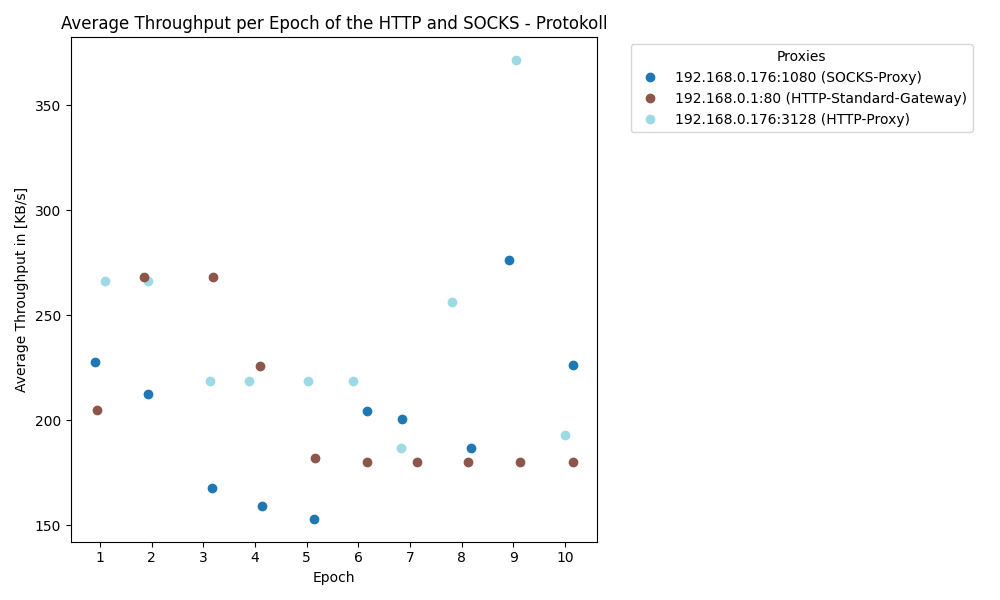 Average Throughput per Epoch of the HTTP and SOCKS - Protokoll
Proxies
192.168.0.176:1080 (SOCKS-Proxy)
192.168.0.1:80 (HTTP-Standard-Gateway)
192.168.0.176:3128 (HTTP-Proxy)
Average Throughput in [KB/s]
350
300
250
200
150
1 2 3 4 5 6 7 8 9 10
Epoch